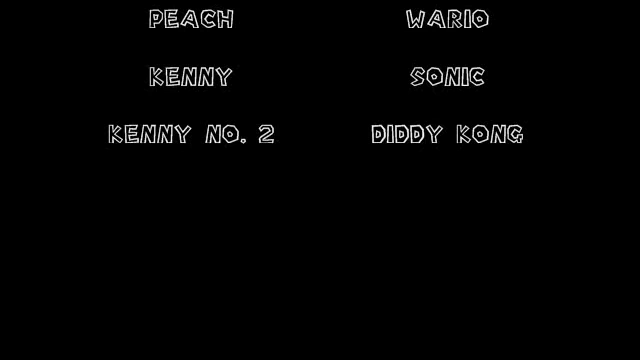 PEACH WARIO
KENNY SONIC
KENNY NO. 2 DIDDY KONG